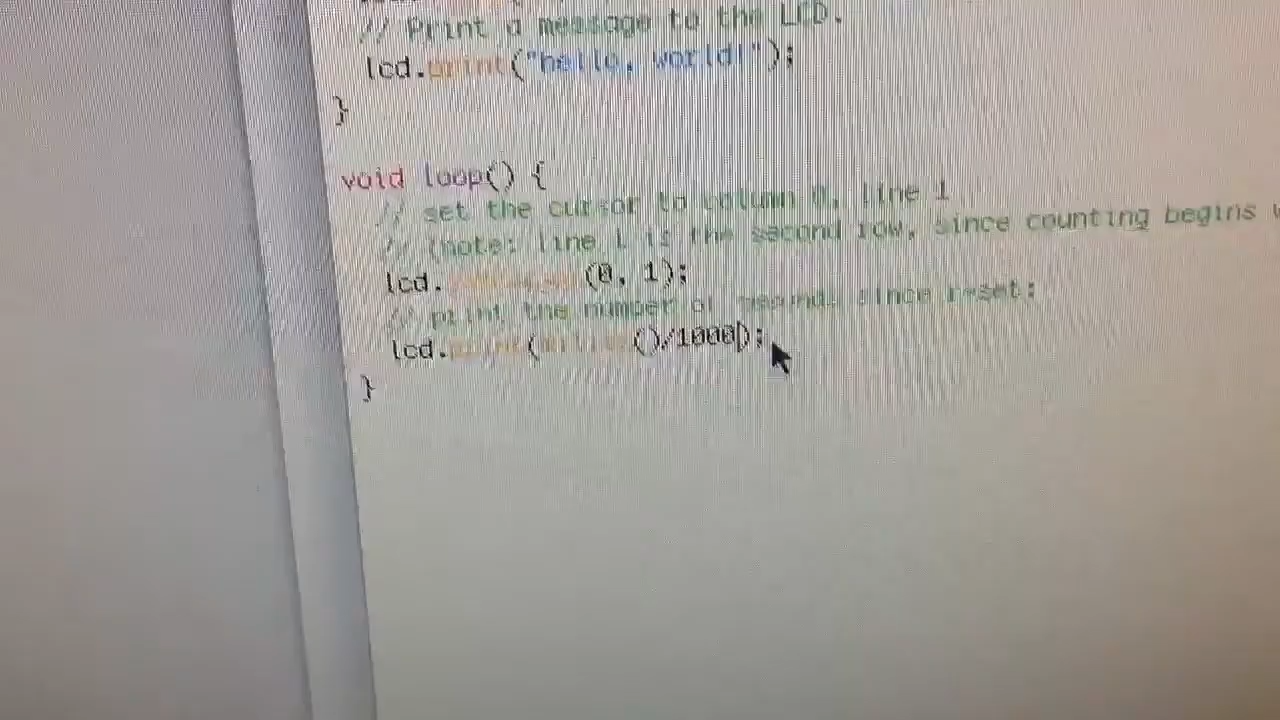 // Print a message to the LCD.
lcd.print("hello, world!");
}
void loop() {
// set the cursor to column 0, line 1
// (note: line 1 is the second row, since counting begins
lcd. (0, 1);
// print the number of seconds since reset:
lcd.print(millis()/1000);
}